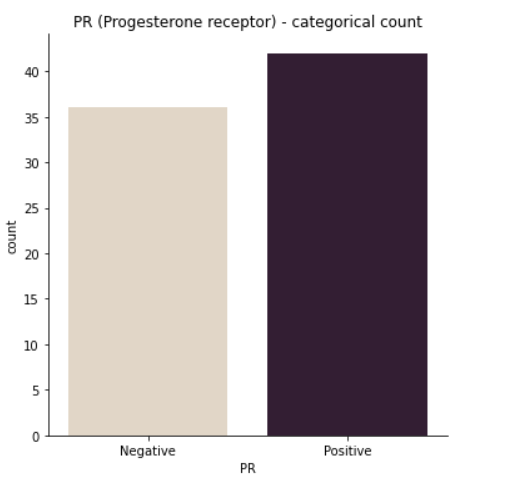 PR (Progesterone receptor) - categorical count
40
35
30
25
20
15
10
5
0
count
Negative
Positive
PR